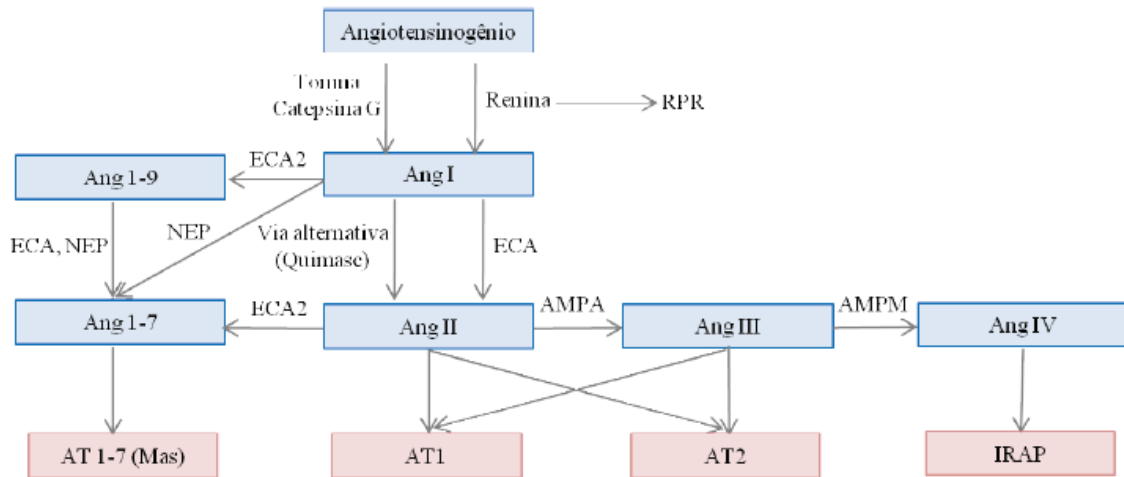 Angiotensinogênio
Catepsina G
Renina
RPR
ECA2
Ang 1-9
Ang I
ECA, NEP
NEP
Via alternativa
(Quimase)
ECA
Ang 1-7
ECA2
Ang II
AMPA
Ang III
AMPM
Ang IV
AT 1-7 (Mas)
AT1
AT2
IRAP